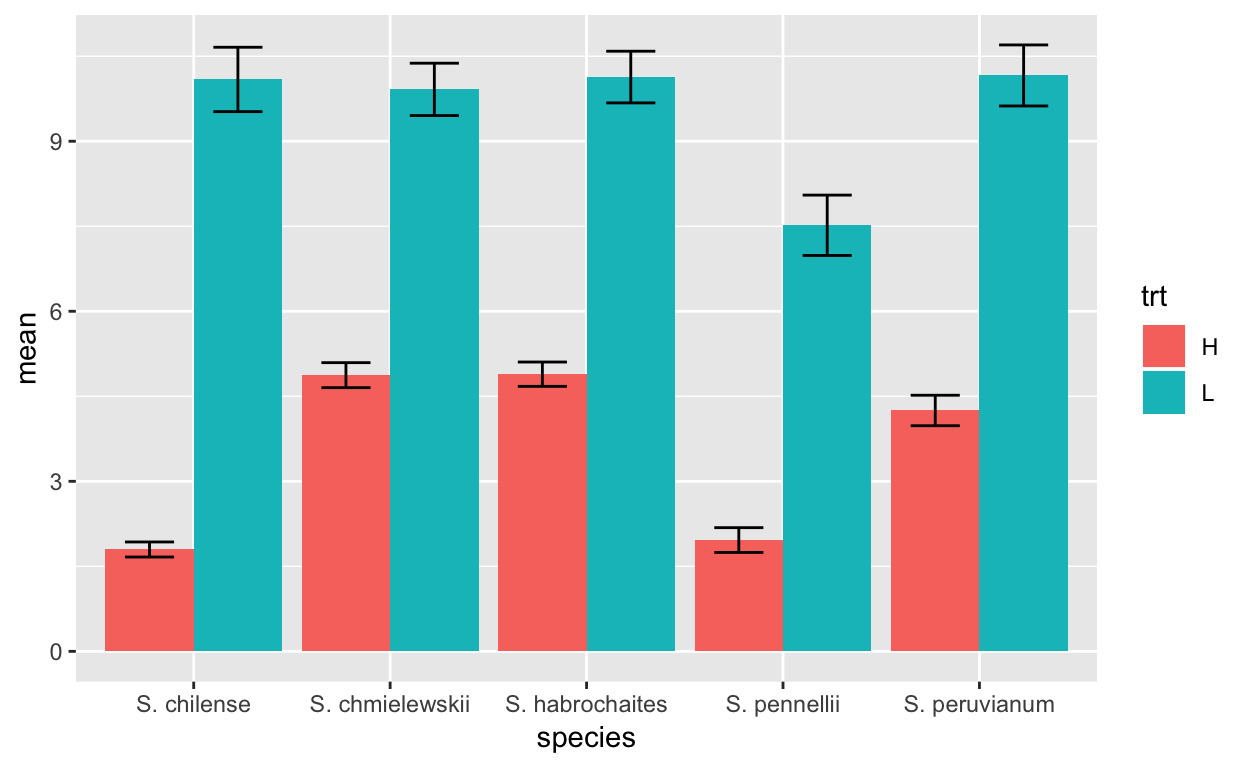 mean
9
6
3
0
S. chilense
S. chmielewskii
S. habrochaites
S. pennellii
S. peruvianum
species
trt
H
L